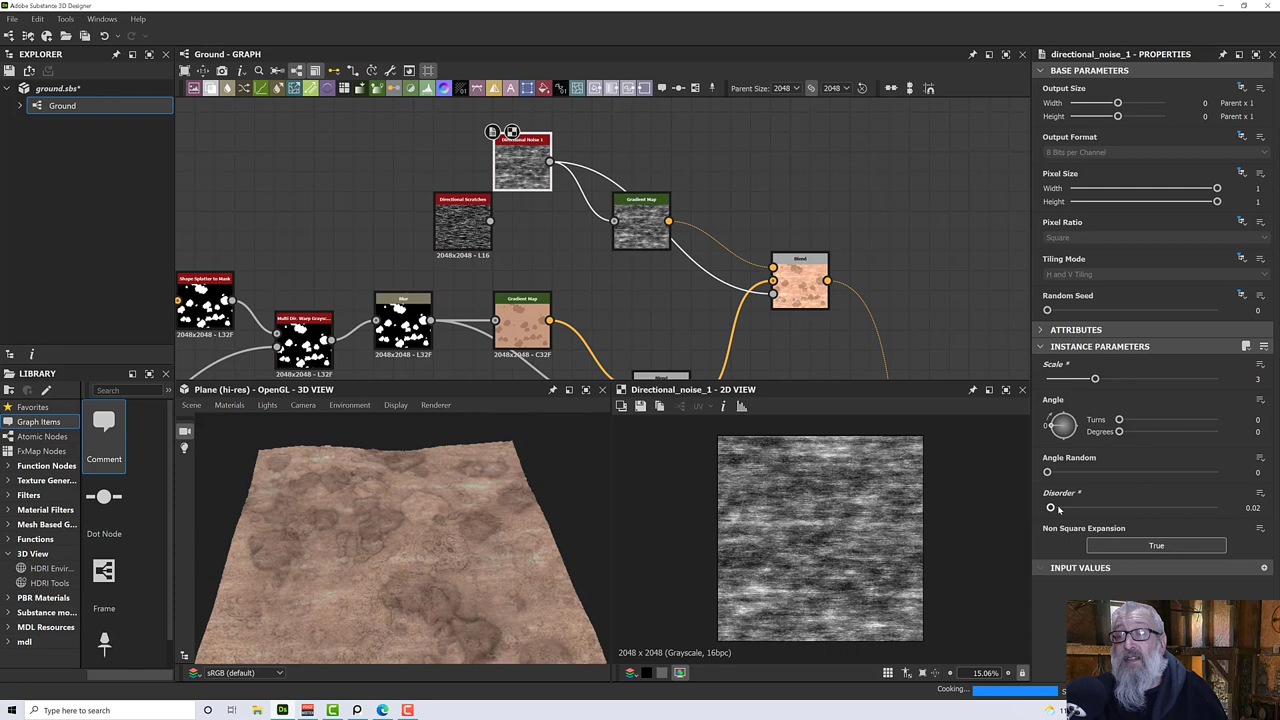 Adobe Substance 3D Designer
File Edit Tools Windows Help
EXPLORER
ground.sbs*
Ground
LIBRARY
Search
Favorites
Graph Items
Atomic Nodes
FxMap Nodes
Function Nodes
Texture Gener...
Filters
Material Filters
Mesh Based G...
Functions
3D View
HDRI Envir...
HDRI Tools
PBR Materials
Substance mo...
MDL Resources
mdl
Comment
Dot Node
Frame
Ground - GRAPH
Parent Size: 2048 2048
Directional Noise 1
Directional Scratches
2048x2048 - L16
Gradient Map
Blend
Shape Splatter to Mask
2048x2048 - L32F
Multi Dir. Warp Grayscale...
2048x2048 - L32F
Blur
2048x2048 - L32F
Gradient Map
2048x2048 - C32F
Blend
Plane (hi-res) - OpenGL - 3D VIEW
Scene Materials Lights Camera Environment Display Renderer
sRGB (default)
Directional_noise_1 - 2D VIEW
UV
2048 x 2048 (Grayscale, 16bpc)
15.06%
Cooking...
directional_noise_1 - PROPERTIES
BASE PARAMETERS
Output Size
Width 0 Parent x 1
Height 0 Parent x 1
Output Format
8 Bits per Channel
Pixel Size
Width 1
Height 1
Pixel Ratio
Square
Tiling Mode
H and V Tiling
Random Seed
0
ATTRIBUTES
INSTANCE PARAMETERS
Scale *
3
Angle
0
Turns 0
Degrees 0
Angle Random
0
Disorder *
0.02
Non Square Expansion
True
INPUT VALUES
Type here to search